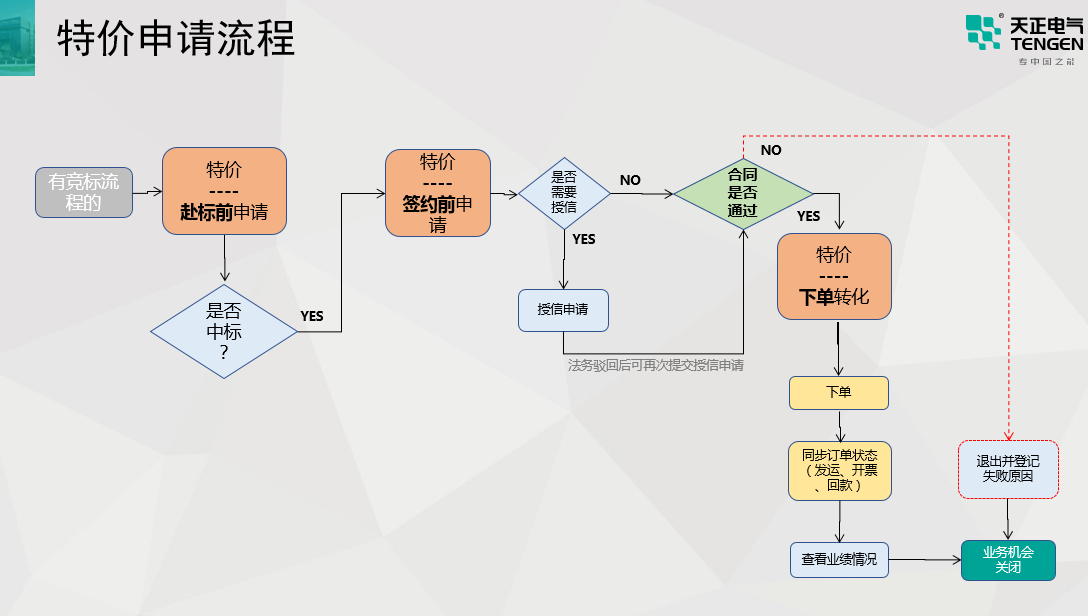 特价申请流程
®
天正电气
TENGEN
专中国之能
有竞标流
程的
特价
----
赴标前申请
是否
中标
？
YES
特价
----
签约前申
请
是否
需要
授信
NO
YES
授信申请
法务驳回后可再次提交授信申请
合同
是否
通过
NO
YES
特价
----
下单转化
下单
同步订单状态
（发运、开票
、回款）
查看业绩情况
退出并登记
失败原因
业务机会
关闭